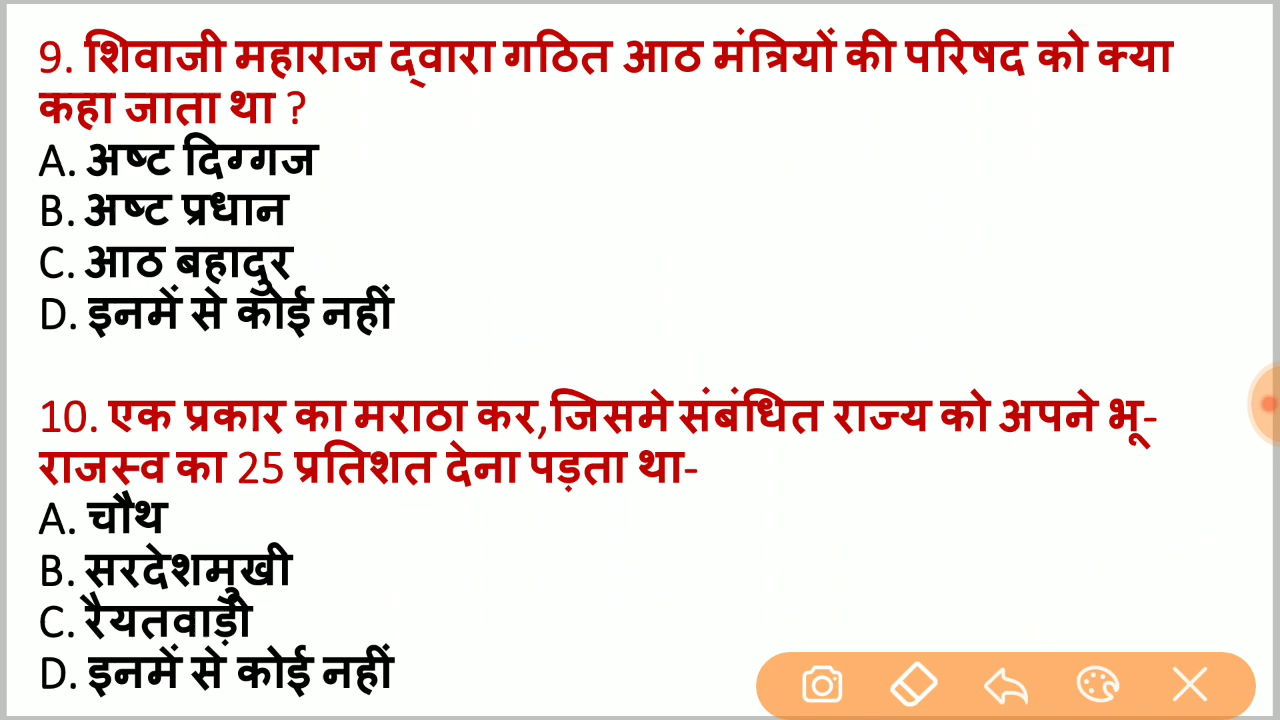 9. शिवाजी महाराज द्वारा गठित आठ मंत्रियों की परिषद को क्या
कहा जाता था ?
A. अष्ट दिग्गज
B. अष्ट प्रधान
C. आठ बहादुर
D. इनमें से कोई नहीं
10. एक प्रकार का मराठा कर,जिसमे संबंधित राज्य को अपने भू-
राजस्व का 25 प्रतिशत देना पड़ता था-
A. चौथ
B. सरदेशमुखी
C. रैयतवाड़ी
D. इनमें से कोई नहीं